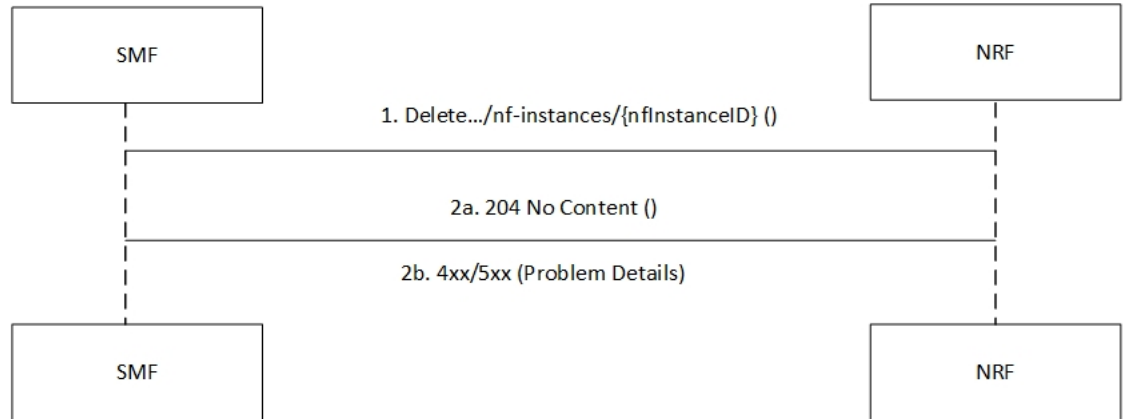 SMF
NRF
1. Delete.../nf-instances/{nfInstanceID} ()
2a. 204 No Content ()
2b. 4xx/5xx (Problem Details)
SMF
NRF